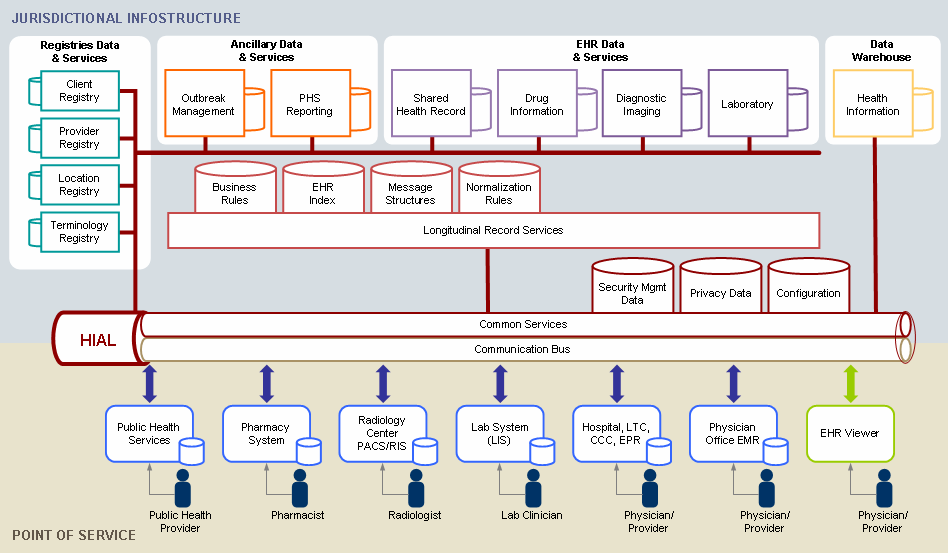 JURISDICTIONAL INFOSTRUCTURE
Registries Data
& Services
Client
Registry
Provider
Registry
Location
Registry
Terminology
Registry
Ancillary Data
& Services
Outbreak
Management
PHS
Reporting
EHR Data
& Services
Shared
Health Record
Drug
Information
Diagnostic
Imaging
Laboratory
Data
Warehouse
Health
Information
Business
Rules
EHR
Index
Message
Structures
Normalization
Rules
Longitudinal Record Services
Security Mgmt
Data
Privacy Data
Configuration
HIAL
Common Services
Communication Bus
Public Health
Services
Pharmacy
System
Radiology
Center
PACS/RIS
Lab System
(LIS)
Hospital, LTC,
CCC, EPR
Physician
Office EMR
EHR Viewer
Public Health
Provider
Pharmacist
Radiologist
Lab Clinician
Physician/
Provider
Physician/
Provider
Physician/
Provider
POINT OF SERVICE